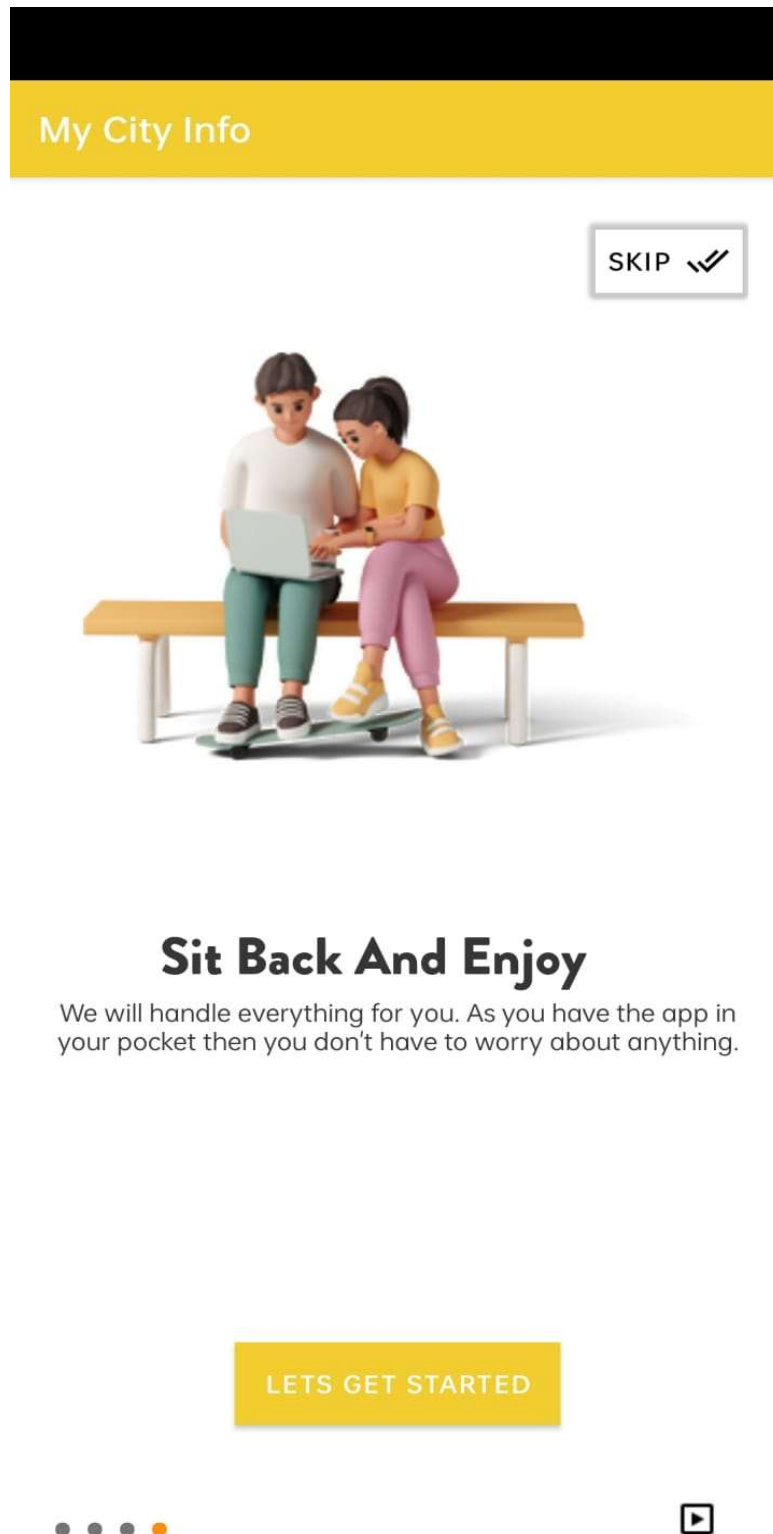 My City Info
SKIP
Sit Back And Enjoy
We will handle everything for you. As you have the app in
your pocket then you don't have to worry about anything.
LETS GET STARTED